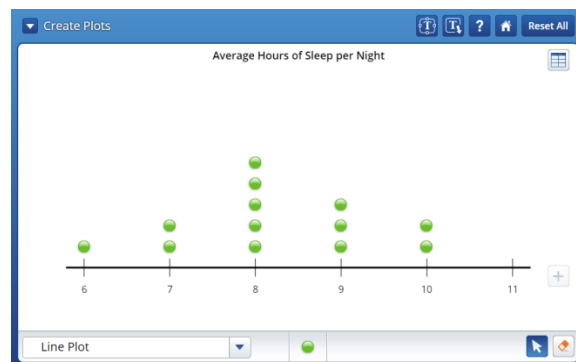 Create Plots
T T ? Reset All
Average Hours of Sleep per Night
6 7 8 9 10 11
Line Plot